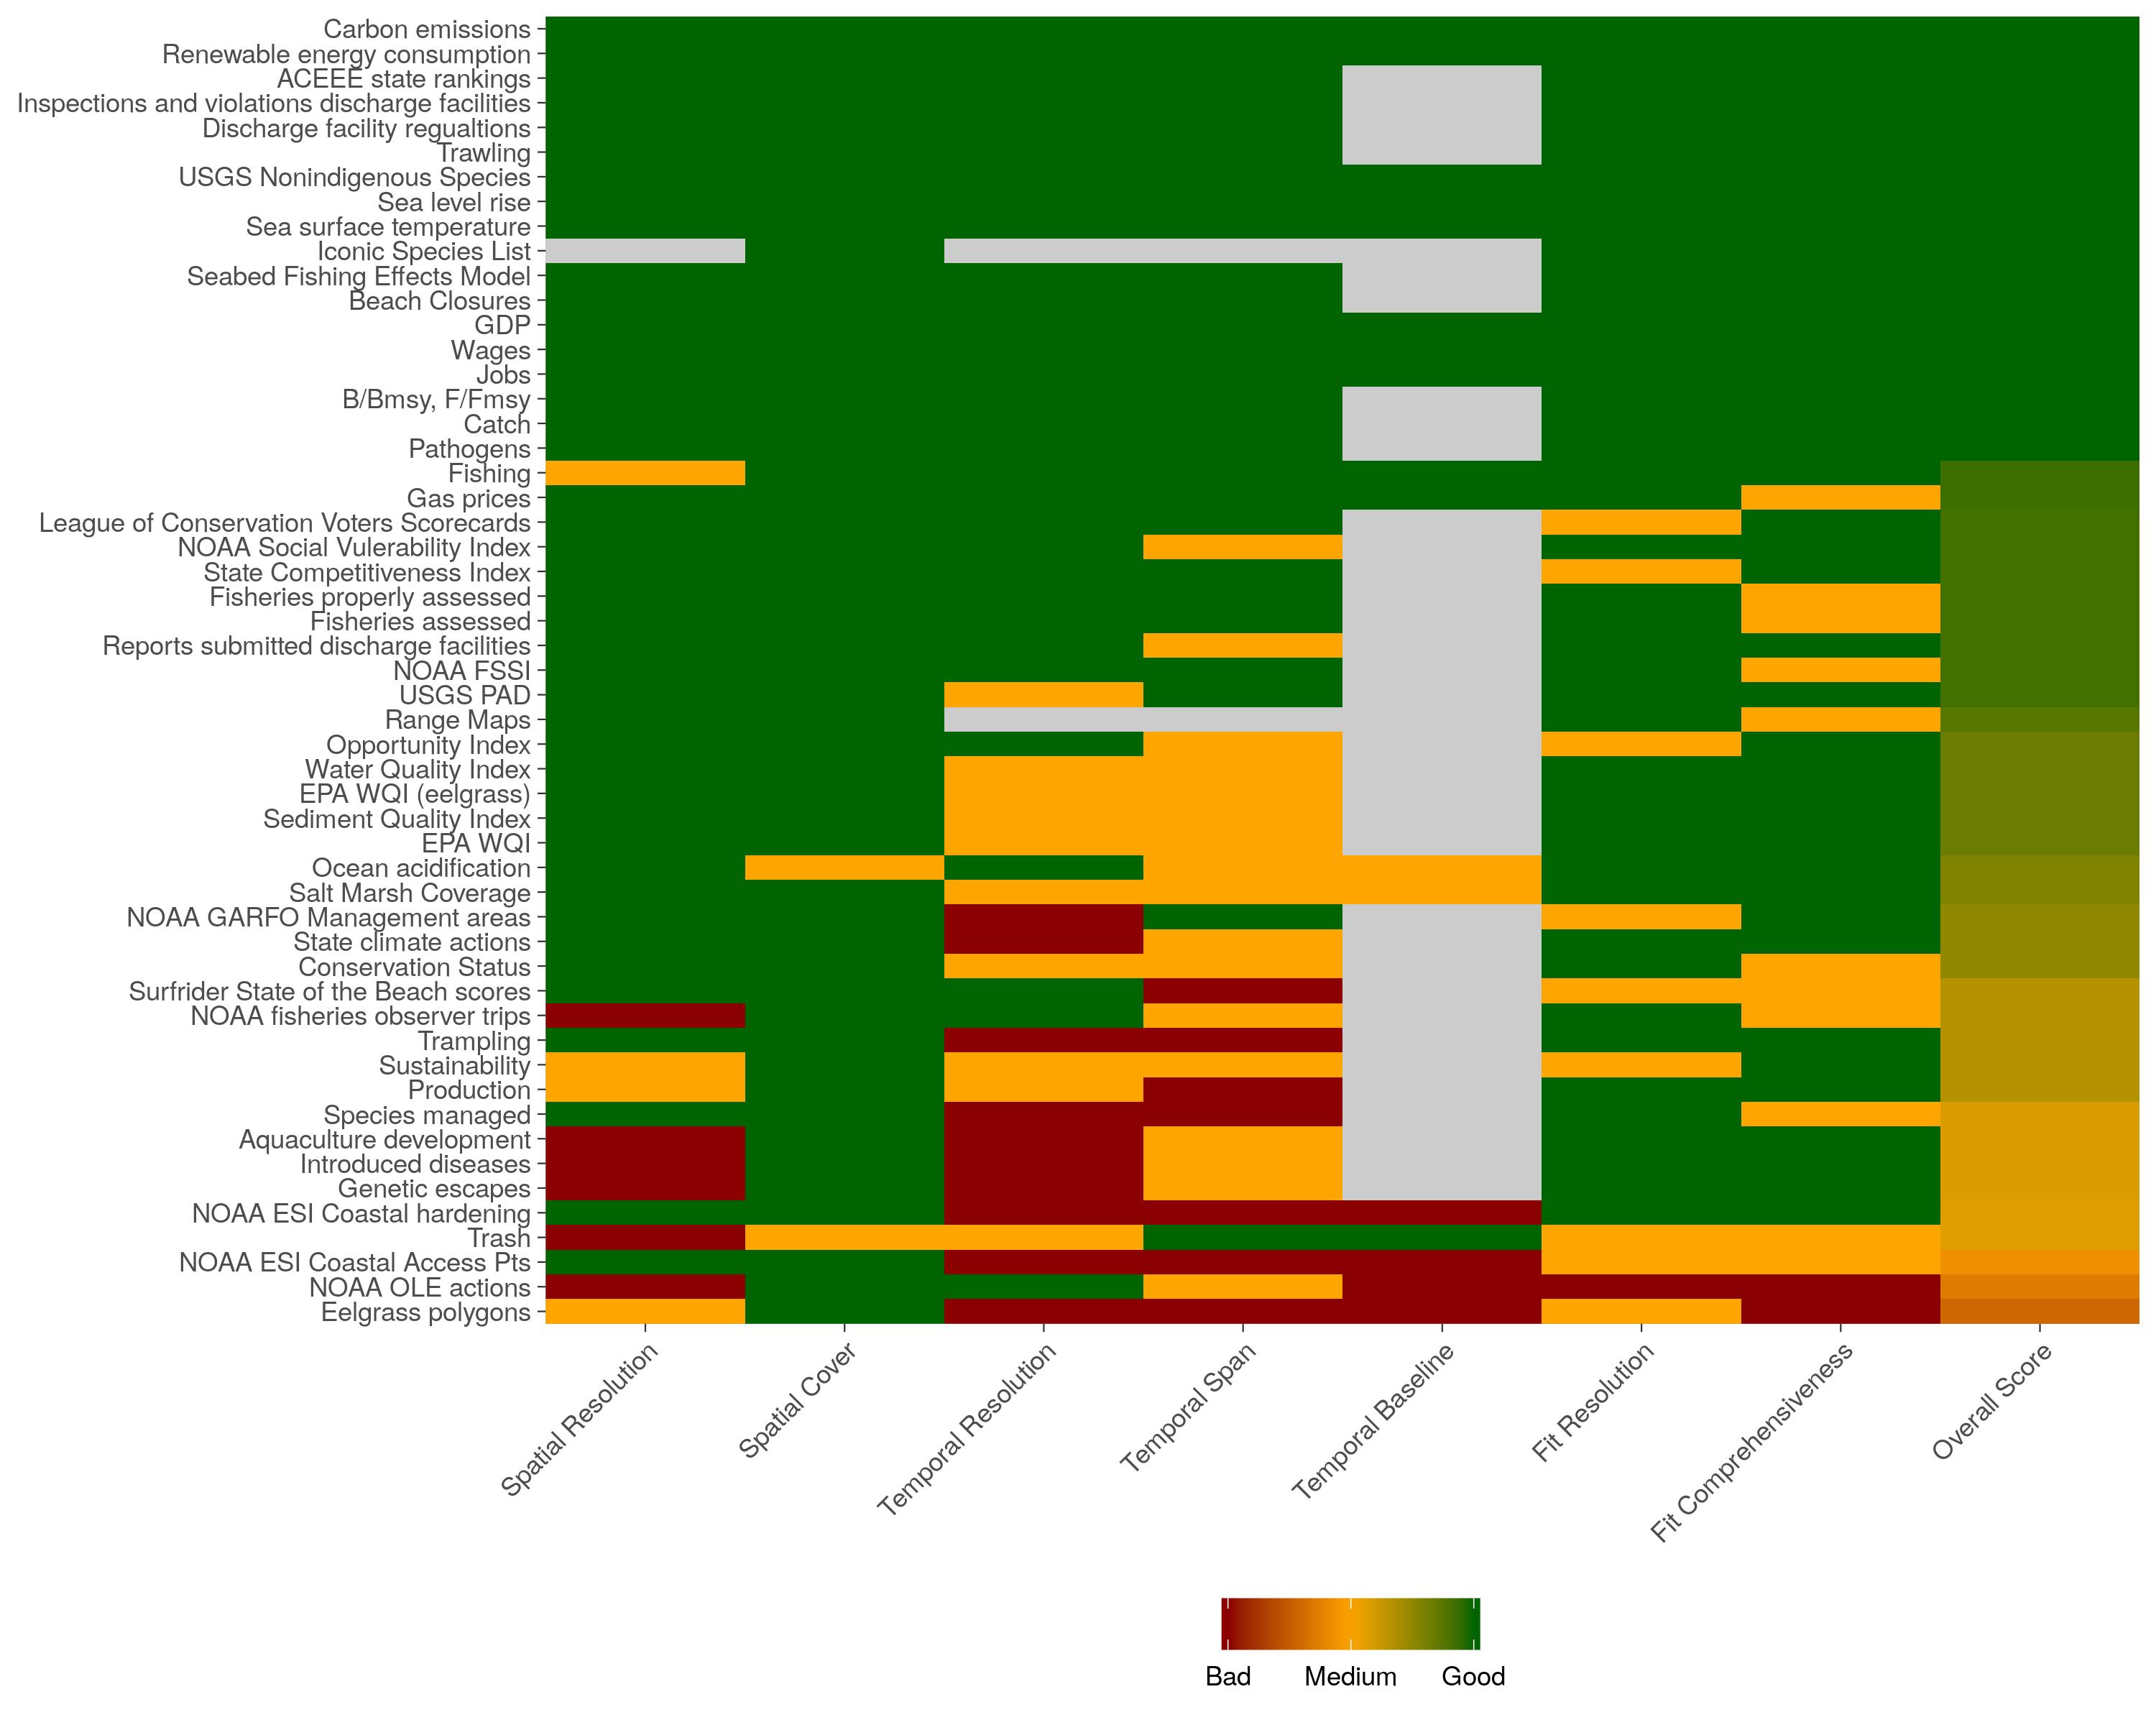 Carbon emissions
Renewable energy consumption
ACEEE state rankings
Inspections and violations discharge facilities
Discharge facility regualtions
Trawling
USGS Nonindigenous Species
Sea level rise
Sea surface temperature
Iconic Species List
Seabed Fishing Effects Model
Beach Closures
GDP
Wages
Jobs
B/Bmsy, F/Fmsy
Catch
Pathogens
Fishing
Gas prices
League of Conservation Voters Scorecards
NOAA Social Vulerability Index
State Competitiveness Index
Fisheries properly assessed
Fisheries assessed
Reports submitted discharge facilities
NOAA FSSI
USGS PAD
Range Maps
Opportunity Index
Water Quality Index
EPA WQI (eelgrass)
Sediment Quality Index
EPA WQI
Ocean acidification
Salt Marsh Coverage
NOAA GARFO Management areas
State climate actions
Conservation Status
Surfrider State of the Beach scores
NOAA fisheries observer trips
Trampling
Sustainability
Production
Species managed
Aquaculture development
Introduced diseases
Genetic escapes
NOAA ESI Coastal hardening
Trash
NOAA ESI Coastal Access Pts
NOAA OLE actions
Eelgrass polygons
Spatial Resolution
Spatial Cover
Temporal Resolution
Temporal Span
Temporal Baseline
Fit Resolution
Fit Comprehensiveness
Overall Score
Bad Medium Good